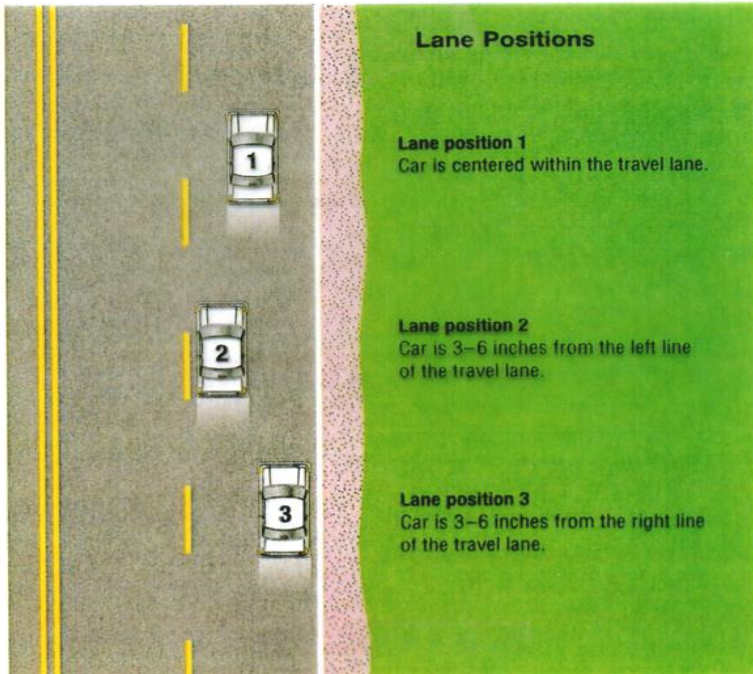 Lane Positions
1
Lane position 1
Car is centered within the travel lane.
2
Lane position 2
Car is 3–6 inches from the left line
of the travel lane.
3
Lane position 3
Car is 3–6 inches from the right line
of the travel lane.